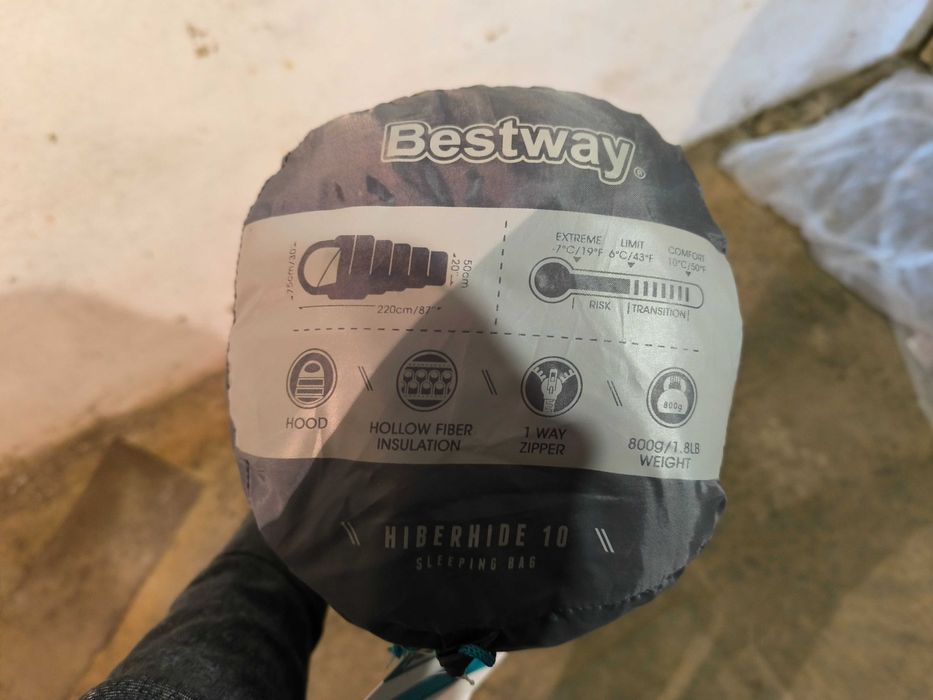 Bestway®
75cm/30"
50cm
20"
220cm/87"
EXTREME
-7°C/19°F
LIMIT
6°C/43°F
COMFORT
10°C/50°F
RISK
TRANSITION
HOOD
HOLLOW FIBER
INSULATION
1 WAY
ZIPPER
800g
800g/1.8LB
WEIGHT
HIBERHIDE 10
SLEEPING BAG